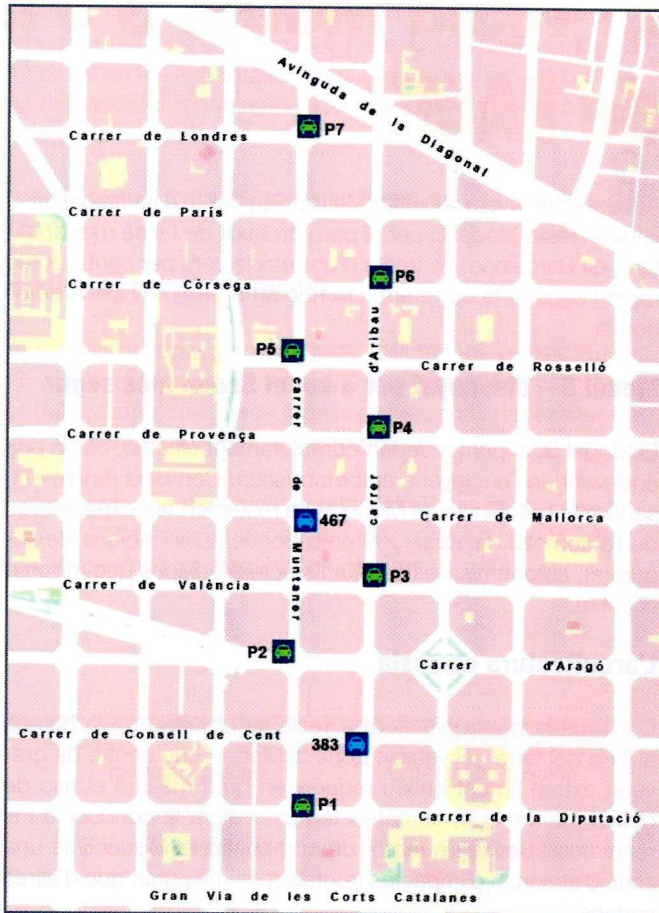 Avinguda de la Diagonal
P7
Carrer de Londres
Carrer de París
P6
Carrer de Còrsega
P5
carrer d'Aribau
Carrer de Rosselló
carrer de Muntaner
P4
Carrer de Provença
467
Carrer de Mallorca
P3
Carrer de València
P2
Carrer d'Aragó
Carrer de Consell de Cent
383
P1
Carrer de la Diputació
Gran Via de les Corts Catalanes